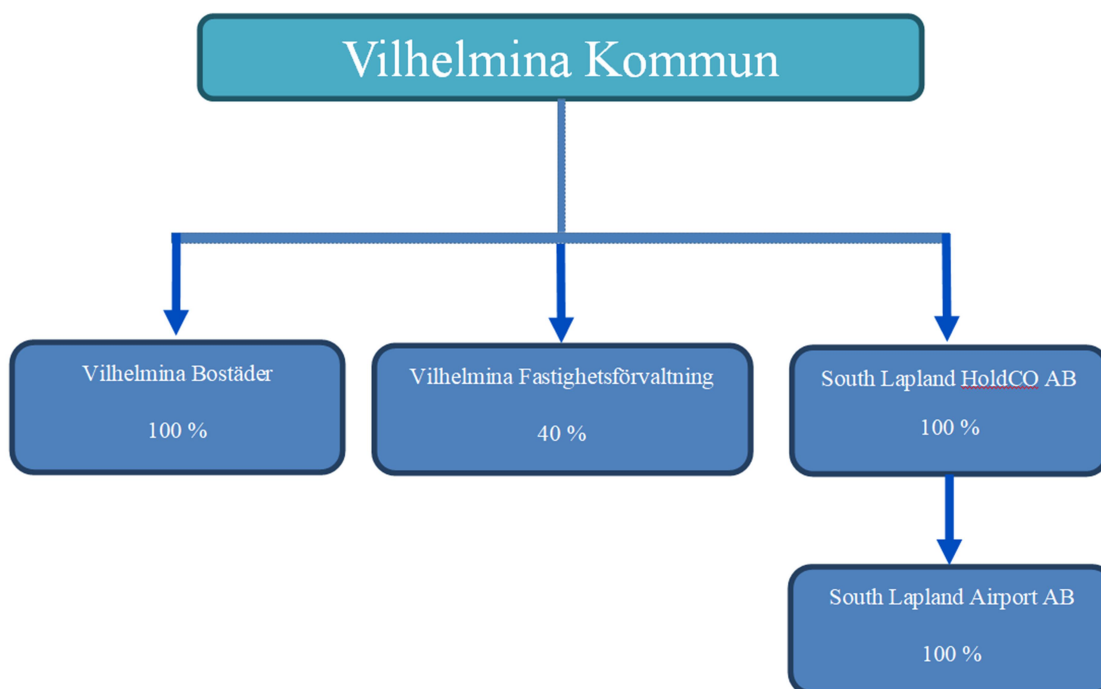 Vilhelmina Kommun
Vilhelmina Bostäder
100 %
Vilhelmina Fastighetsförvaltning
40 %
South Lapland HoldCO AB
100 %
South Lapland Airport AB
100 %